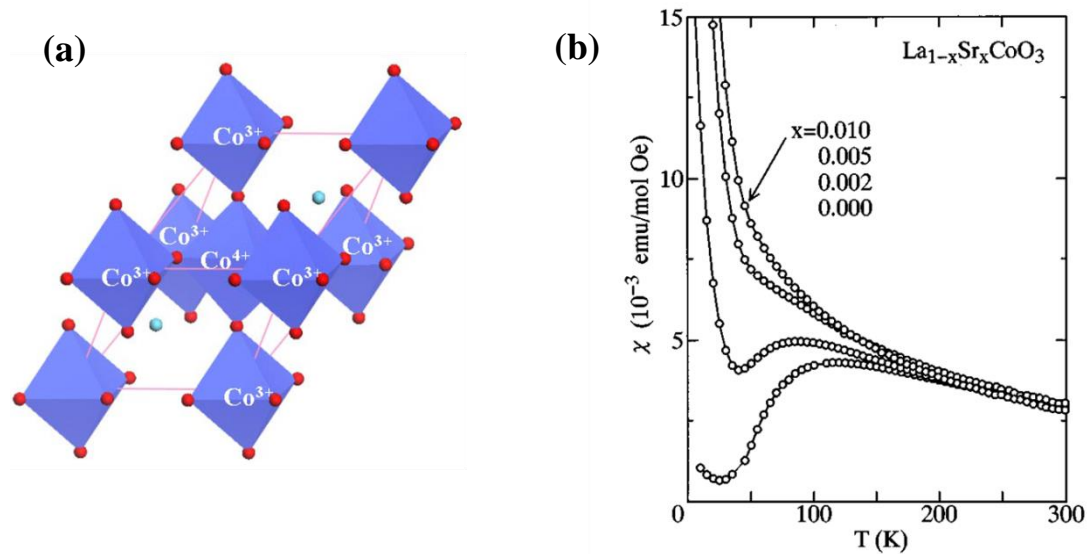 (a)
Co3+
Co3+
Co3+
Co4+
Co3+
Co3+
Co3+
(b)
15
10
5
0
χ (10−3 emu/mol Oe)
La1−xSrxCoO3
x=0.010
0.005
0.002
0.000
0
100
200
300
T (K)